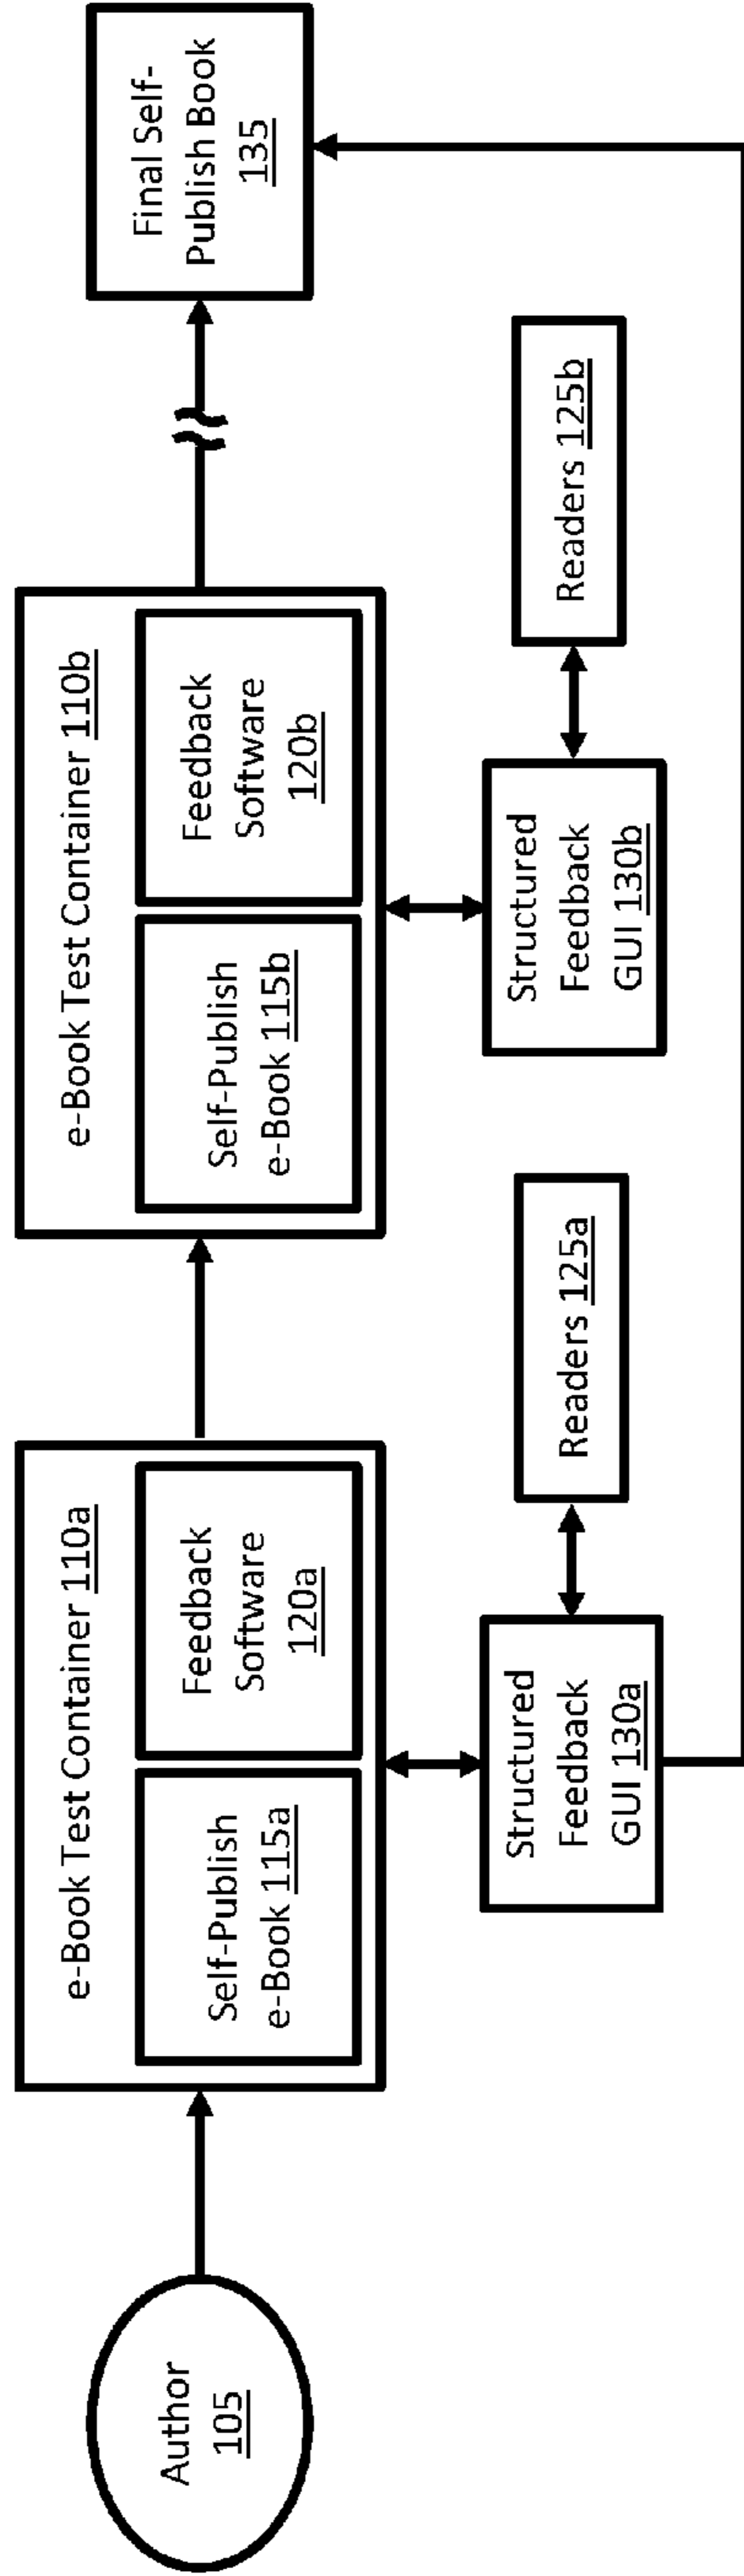 Author
105
e-Book Test Container 110a
Self-Publish
e-Book 115a
Feedback
Software
120a
Structured
Feedback
GUI 130a
Readers 125a
e-Book Test Container 110b
Self-Publish
e-Book 115b
Feedback
Software
120b
Structured
Feedback
GUI 130b
Readers 125b
Final Self-
Publish Book
135